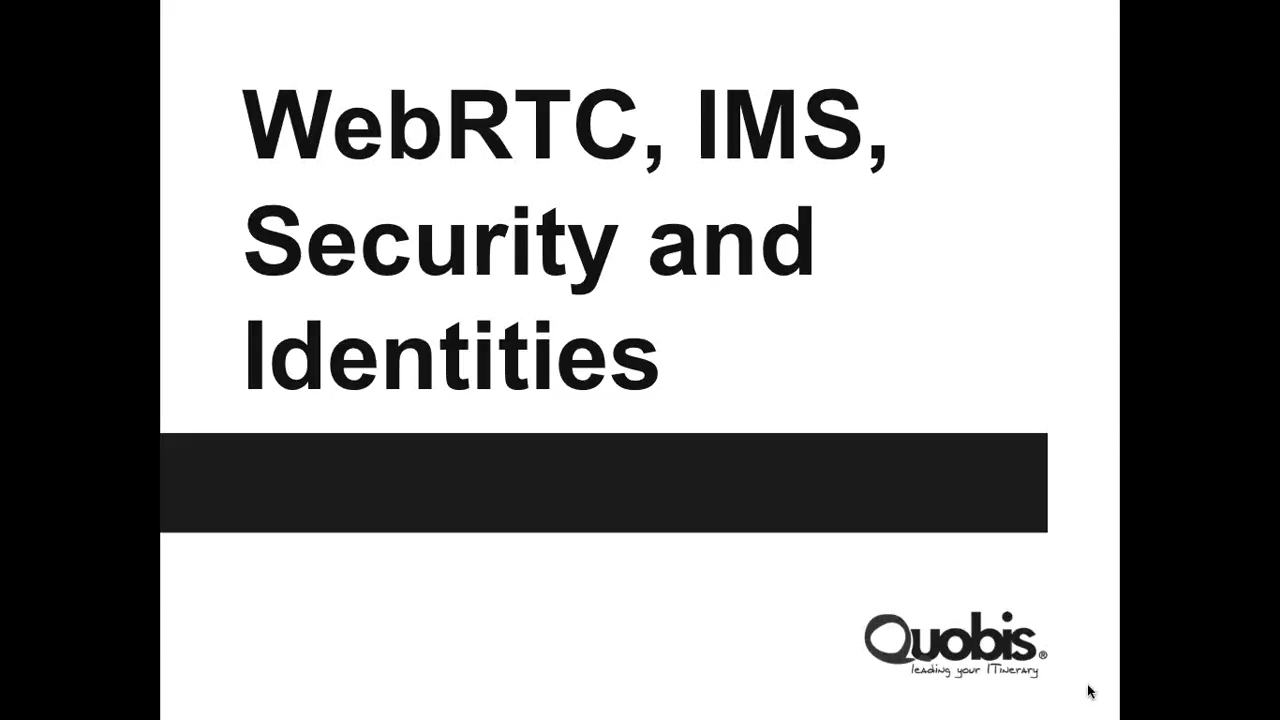 WebRTC, IMS,
Security and
Identities
Quobis®
leading your ITinerary